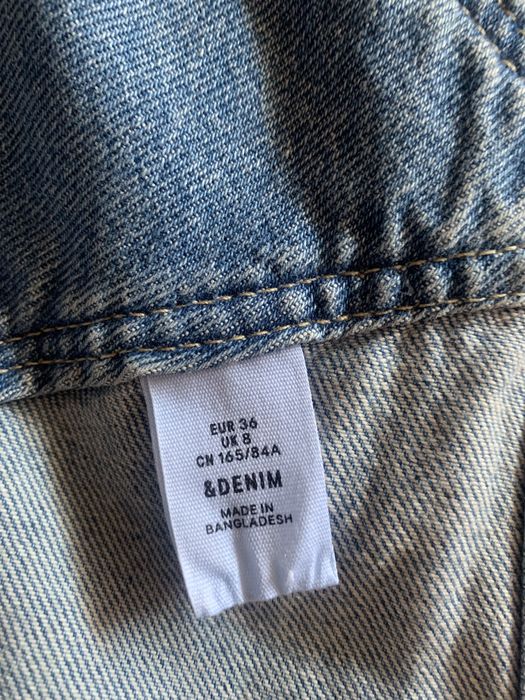 EUR 36
UK 8
CN 165/84A
&DENIM
MADE IN
BANGLADESH